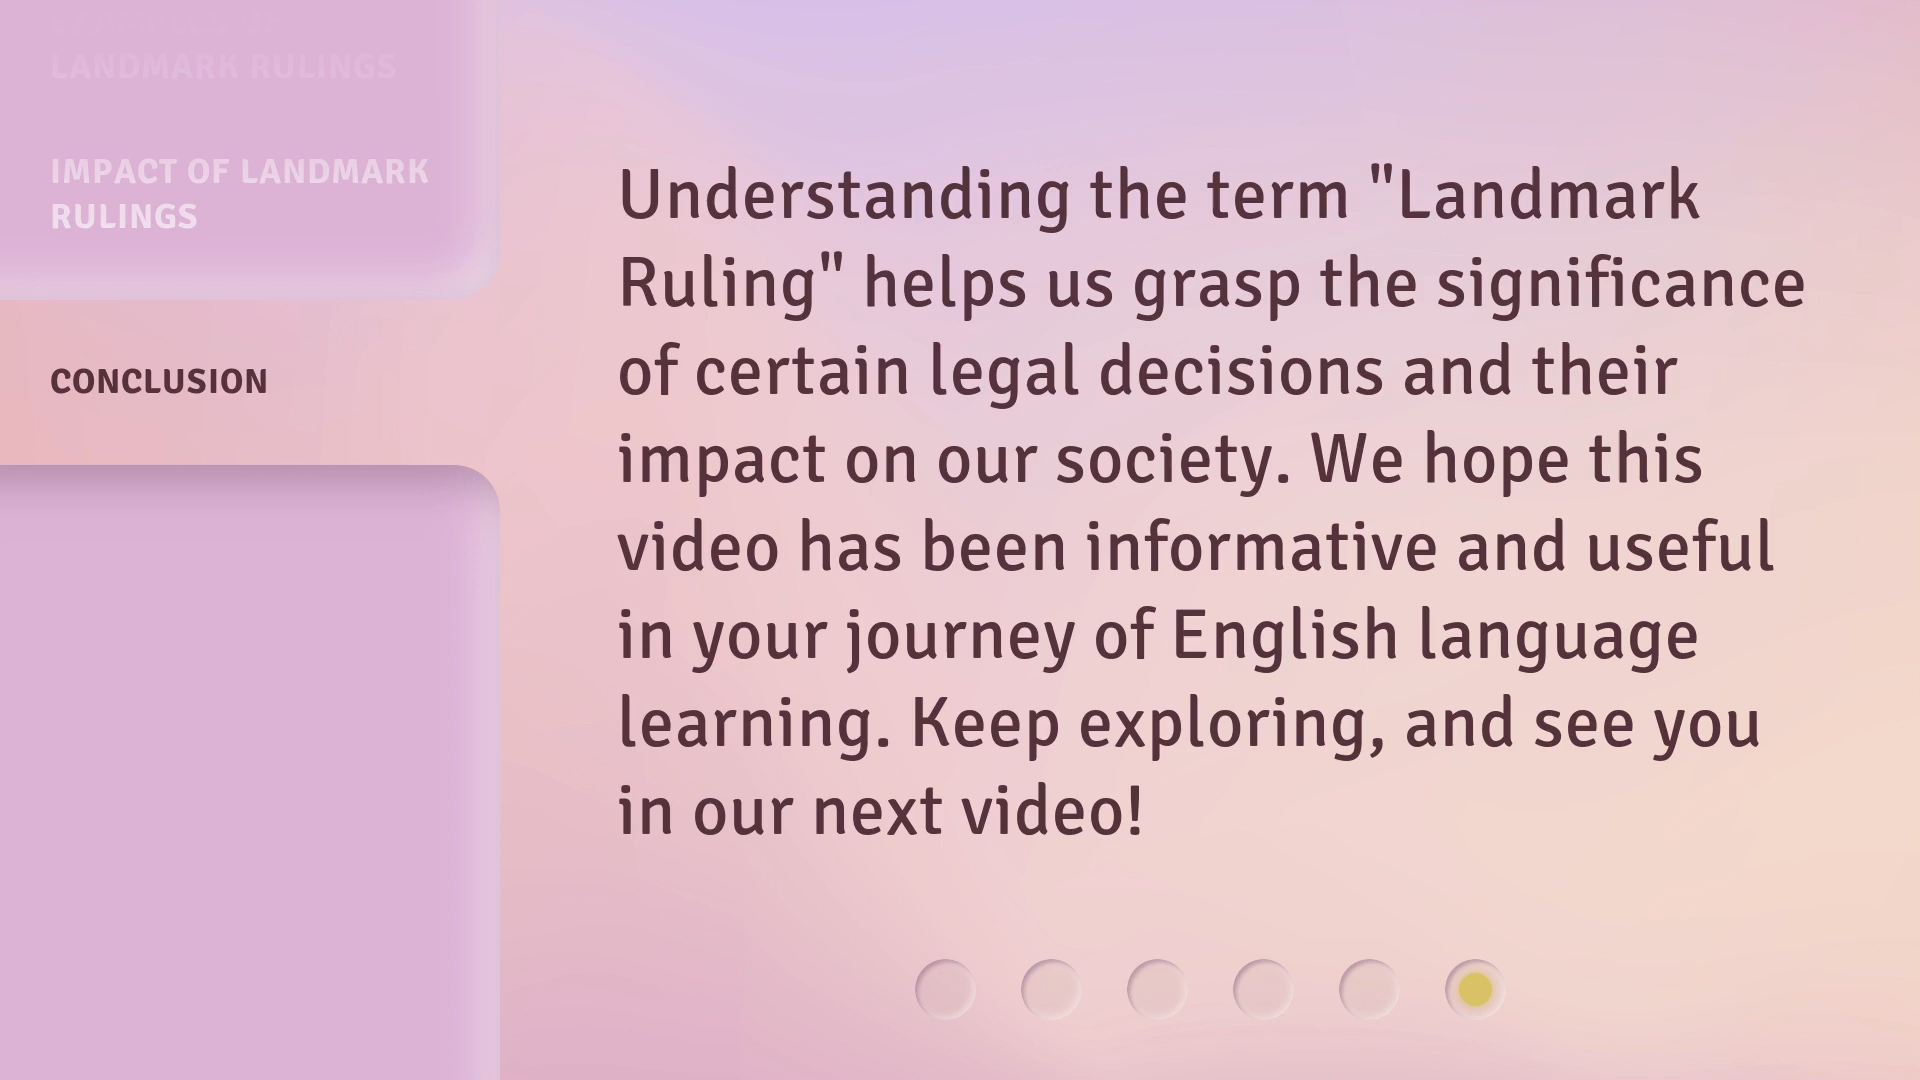 LANDMARK RULINGS
IMPACT OF LANDMARK
RULINGS
CONCLUSION
Understanding the term "Landmark
Ruling" helps us grasp the significance
of certain legal decisions and their
impact on our society. We hope this
video has been informative and useful
in your journey of English language
learning. Keep exploring, and see you
in our next video!